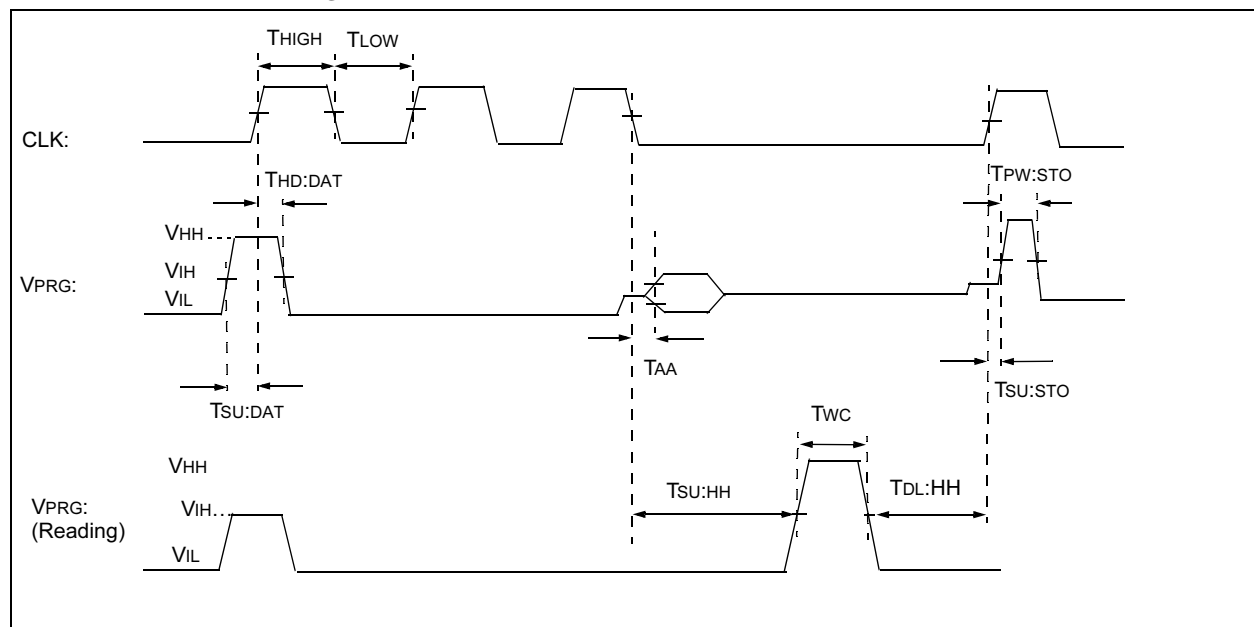 THIGH TLOW
CLK:
THD:DAT
TPW:STO
VHH
VIH
VPRG:
VIL
TAA
TSU:DAT
TSU:STO
TWC
VHH
TSU:HH
TDL:HH
VPRG:
(Reading)
VIH
VIL